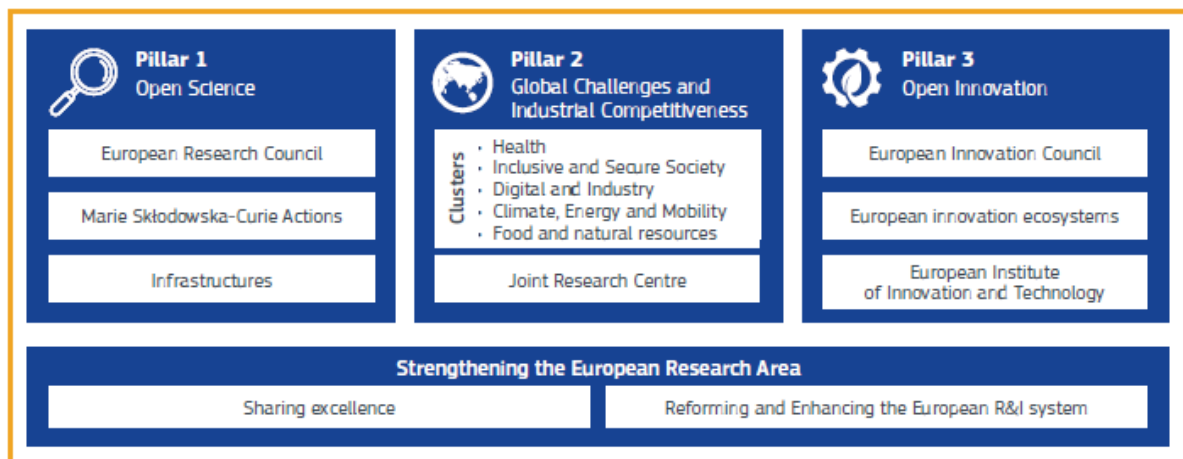 Pillar 1
Open Science
European Research Council
Marie Skłodowska-Curie Actions
Infrastructures
Pillar 2
Global Challenges and
Industrial Competitiveness
Clusters
· Health
· Inclusive and Secure Society
· Digital and Industry
· Climate, Energy and Mobility
· Food and natural resources
Joint Research Centre
Pillar 3
Open Innovation
European Innovation Council
European innovation ecosystems
European Institute
of Innovation and Technology
Strengthening the European Research Area
Sharing excellence
Reforming and Enhancing the European R&I system